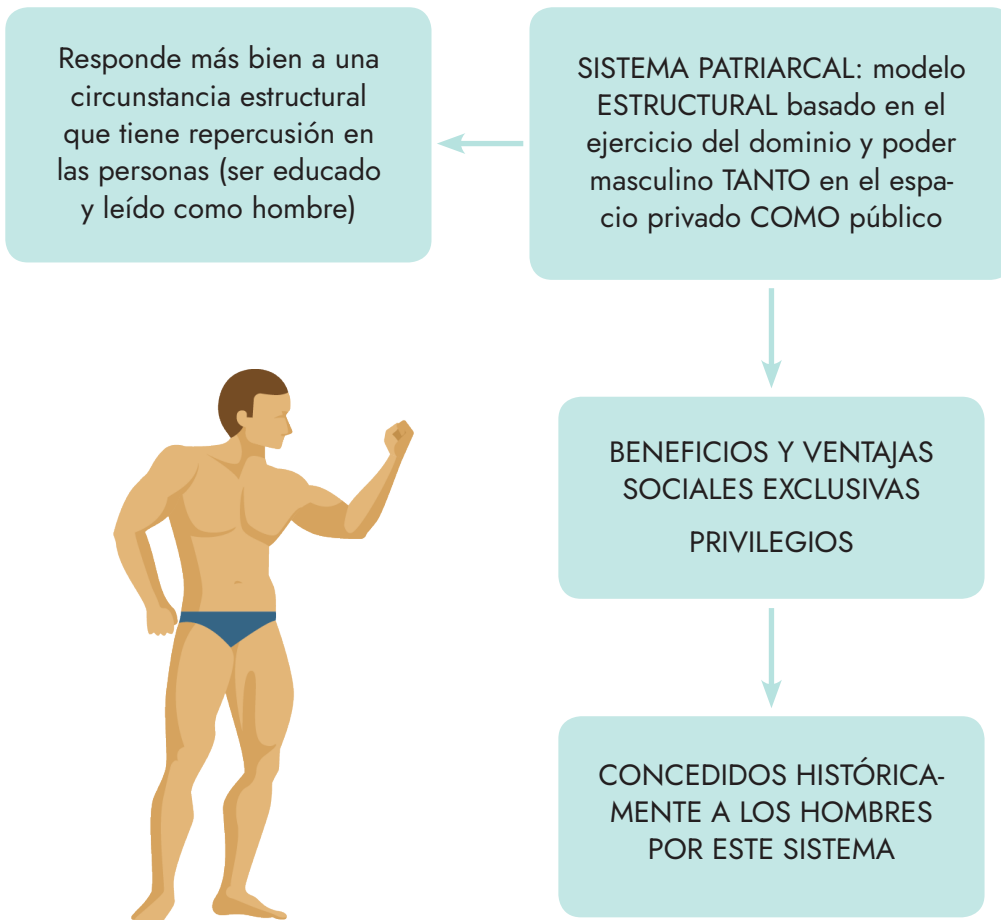 Responde más bien a una
circunstancia estructural
que tiene repercusión en
las personas (ser educado
y leído como hombre)
SISTEMA PATRIARCAL: modelo
ESTRUCTURAL basado en el
ejercicio del dominio y poder
masculino TANTO en el espa-
cio privado COMO público
BENEFICIOS Y VENTAJAS
SOCIALES EXCLUSIVAS
PRIVILEGIOS
CONCEDIDOS HISTÓRICA-
MENTE A LOS HOMBRES
POR ESTE SISTEMA